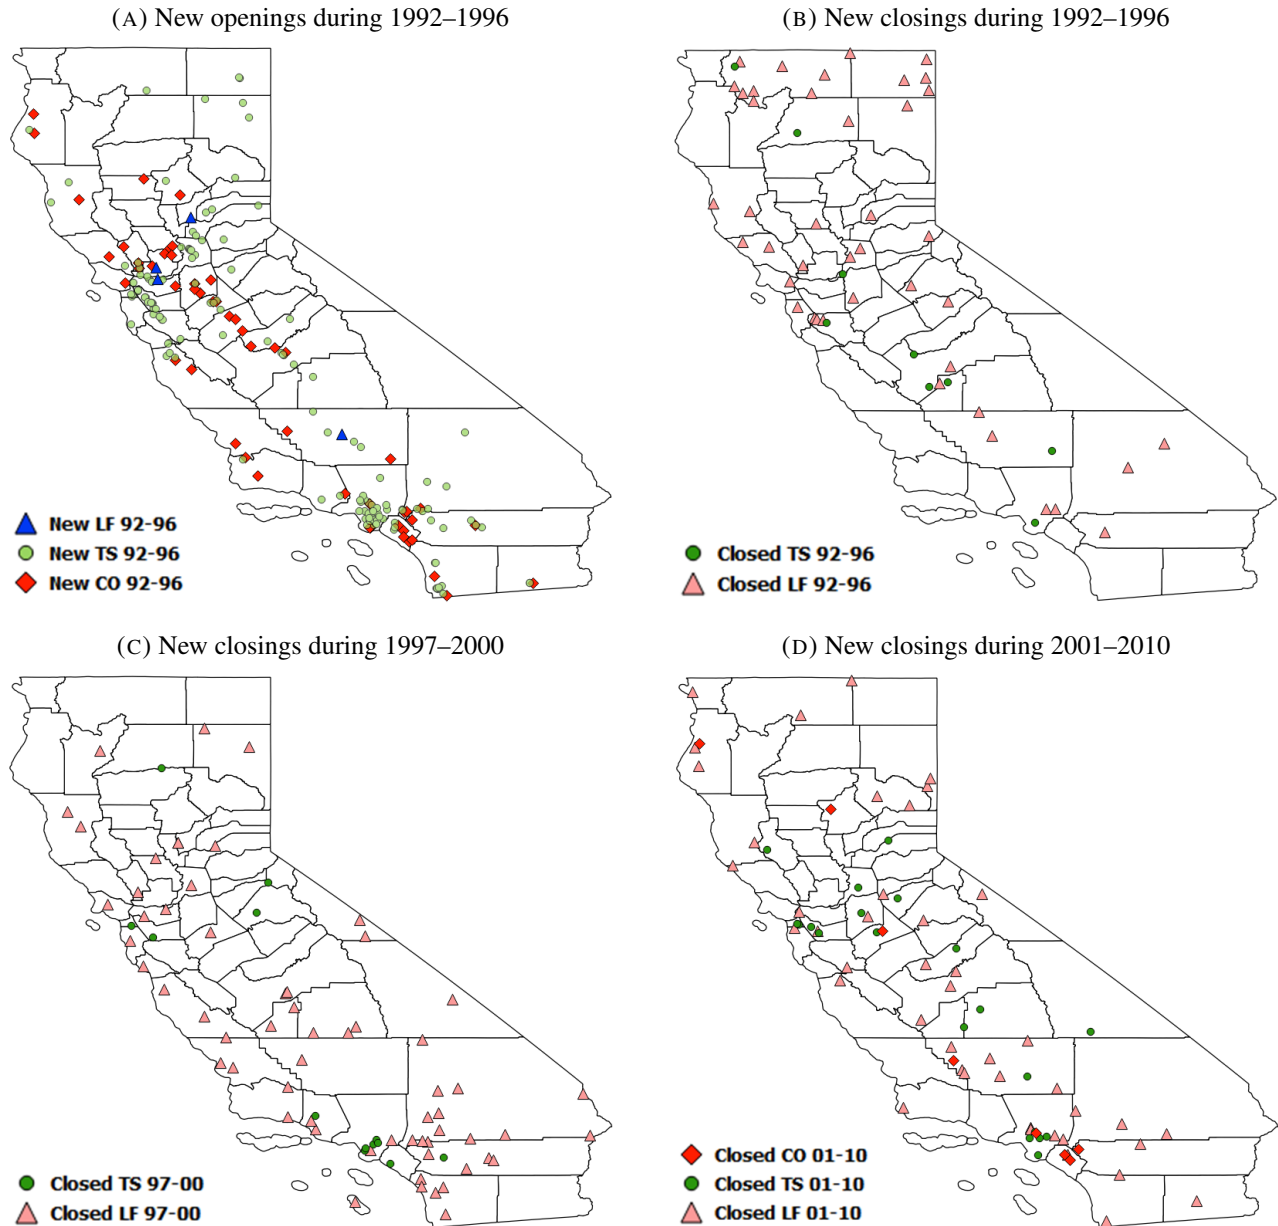 (A) New openings during 1992–1996
(B) New closings during 1992–1996
New LF 92-96
New TS 92-96
New CO 92-96
Closed TS 92-96
Closed LF 92-96
(C) New closings during 1997–2000
(D) New closings during 2001–2010
Closed TS 97-00
Closed LF 97-00
Closed CO 01-10
Closed TS 01-10
Closed LF 01-10